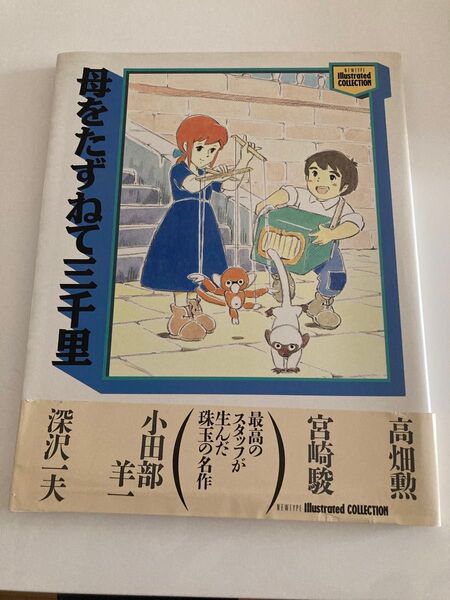 母をたずねて三千里
NEWTYPE
Illustrated
COLLECTION
高畑勲
宮崎駿
最高の
スタッフが
生んだ
珠玉の名作
小田部羊一
深沢一夫
NEWTYPE Illustrated COLLECTION